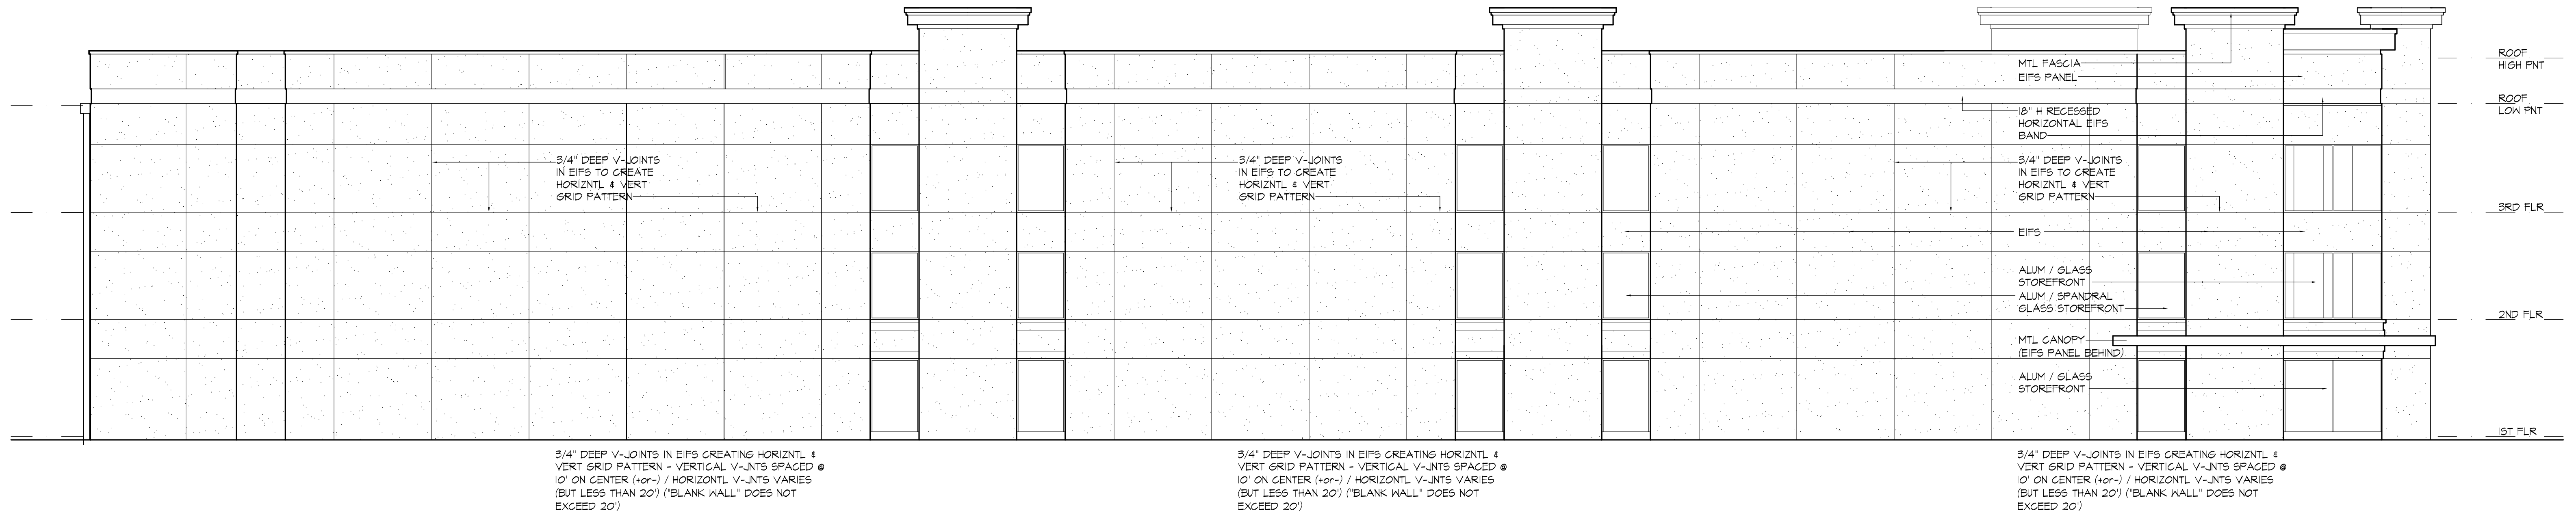 ROOF
HIGH PNT
MTL FASCIA
EIFS PANEL
ROOF
LOW PNT
18" H RECESSED
HORIZONTAL EIFS
BAND
3/4" DEEP V-JOINTS
IN EIFS TO CREATE
HORIZNTL & VERT
GRID PATTERN
3/4" DEEP V-JOINTS
IN EIFS TO CREATE
HORIZNTL & VERT
GRID PATTERN
3/4" DEEP V-JOINTS
IN EIFS TO CREATE
HORIZNTL & VERT
GRID PATTERN
3RD FLR
EIFS
ALUM / GLASS
STOREFRONT
ALUM / SPANDRAL
GLASS STOREFRONT
2ND FLR
MTL CANOPY
(EIFS PANEL BEHIND)
ALUM / GLASS
STOREFRONT
1ST FLR
3/4" DEEP V-JOINTS IN EIFS CREATING HORIZNTL &
VERT GRID PATTERN - VERTICAL V-JNTS SPACED @
10' ON CENTER (+or-) / HORIZONTL V-JNTS VARIES
(BUT LESS THAN 20') ("BLANK WALL" DOES NOT
EXCEED 20')
3/4" DEEP V-JOINTS IN EIFS CREATING HORIZNTL &
VERT GRID PATTERN - VERTICAL V-JNTS SPACED @
10' ON CENTER (+or-) / HORIZONTL V-JNTS VARIES
(BUT LESS THAN 20') ("BLANK WALL" DOES NOT
EXCEED 20')
3/4" DEEP V-JOINTS IN EIFS CREATING HORIZNTL &
VERT GRID PATTERN - VERTICAL V-JNTS SPACED @
10' ON CENTER (+or-) / HORIZONTL V-JNTS VARIES
(BUT LESS THAN 20') ("BLANK WALL" DOES NOT
EXCEED 20')